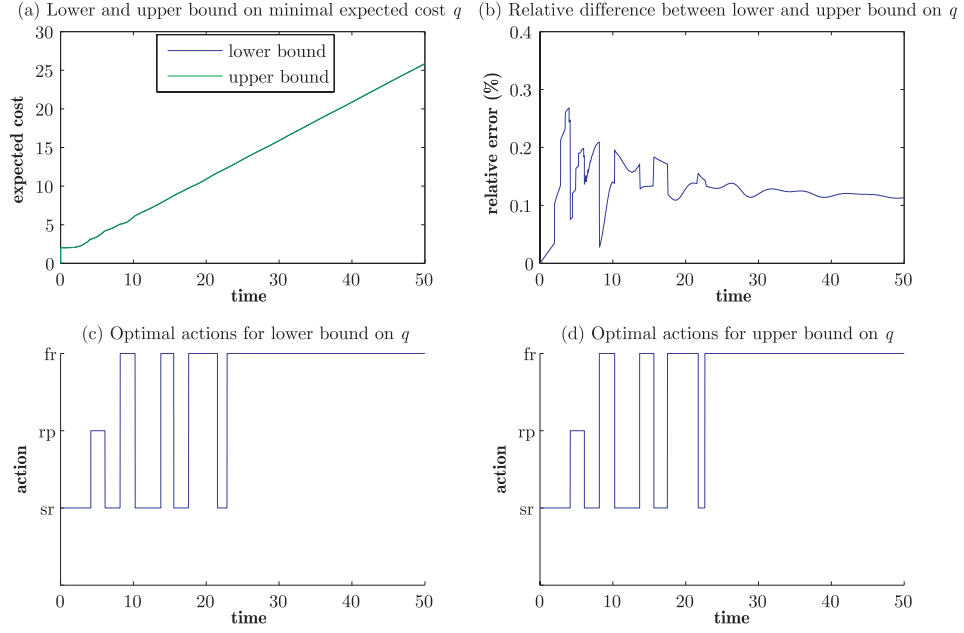 (a) Lower and upper bound on minimal expected cost q
30
25
20
15
10
5
0
expected cost
lower bound
upper bound
0 10 20 30 40 50
time
(b) Relative difference between lower and upper bound on q
0.4
0.3
0.2
0.1
0
relative error (%)
0 10 20 30 40 50
time
(c) Optimal actions for lower bound on q
fr
rp
sr
action
0 10 20 30 40 50
time
(d) Optimal actions for upper bound on q
fr
rp
sr
action
0 10 20 30 40 50
time